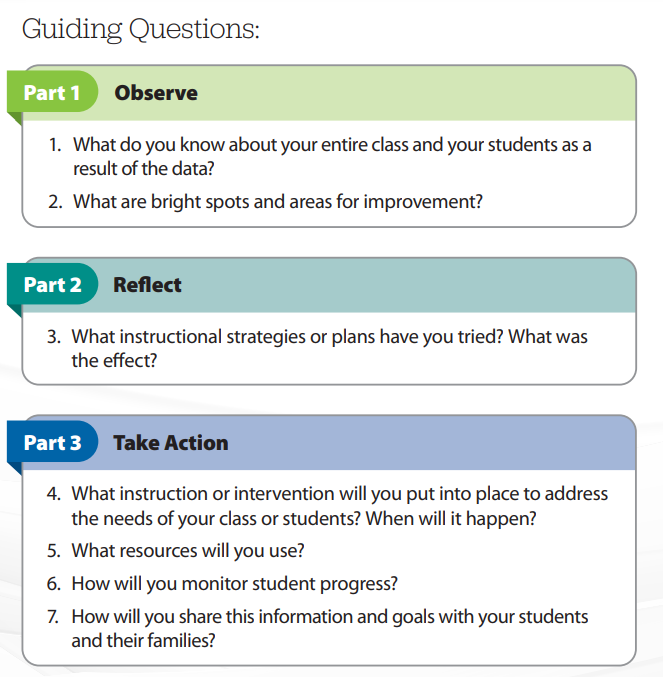 Guiding Questions:
Part 1 Observe
1. What do you know about your entire class and your students as a
result of the data?
2. What are bright spots and areas for improvement?
Part 2 Reflect
3. What instructional strategies or plans have you tried? What was
the effect?
Part 3 Take Action
4. What instruction or intervention will you put into place to address
the needs of your class or students? When will it happen?
5. What resources will you use?
6. How will you monitor student progress?
7. How will you share this information and goals with your students
and their families?